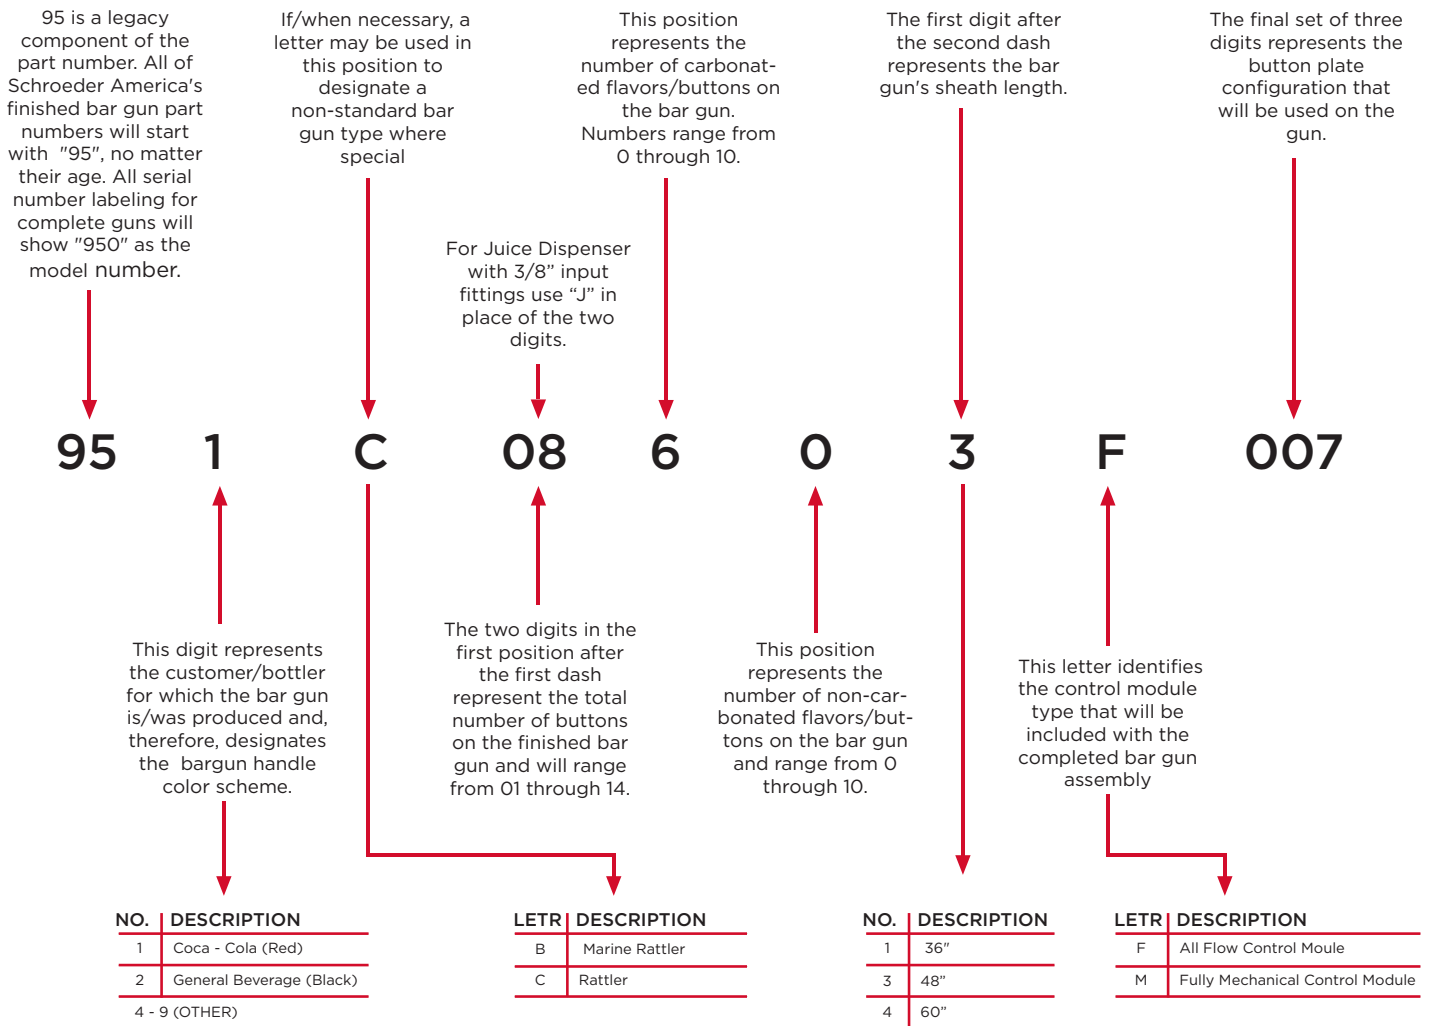 95 is a legacy
component of the
part number. All of
Schroeder America's
finished bar gun part
numbers will start
with "95", no matter
their age. All serial
number labeling for
complete guns will
show "950" as the
model number.
If/when necessary, a
letter may be used in
this position to
designate a
non-standard bar
gun type where
special
For Juice Dispenser
with 3/8” input
fittings use “J” in
place of the two
digits.
This position
represents the
number of carbonat-
ed flavors/buttons on
the bar gun.
Numbers range from
0 through 10.
The first digit after
the second dash
represents the bar
gun's sheath length.
The final set of three
digits represents the
button plate
configuration that
will be used on the
gun.
95 1 C 08 6 0 3 F 007
This digit represents
the customer/bottler
for which the bar gun
is/was produced and,
therefore, designates
the bargun handle
color scheme.
The two digits in the
first position after
the first dash
represent the total
number of buttons
on the finished bar
gun and will range
from 01 through 14.
This position
represents the
number of non-car-
bonated flavors/but-
tons on the bar gun
and range from 0
through 10.
This letter identifies
the control module
type that will be
included with the
completed bar gun
assembly
NO. DESCRIPTION
1 Coca - Cola (Red)
2 General Beverage (Black)
4 - 9 (OTHER)
LETR DESCRIPTION
B Marine Rattler
C Rattler
NO. DESCRIPTION
1 36"
3 48”
4 60”
LETR DESCRIPTION
F All Flow Control Moule
M Fully Mechanical Control Module